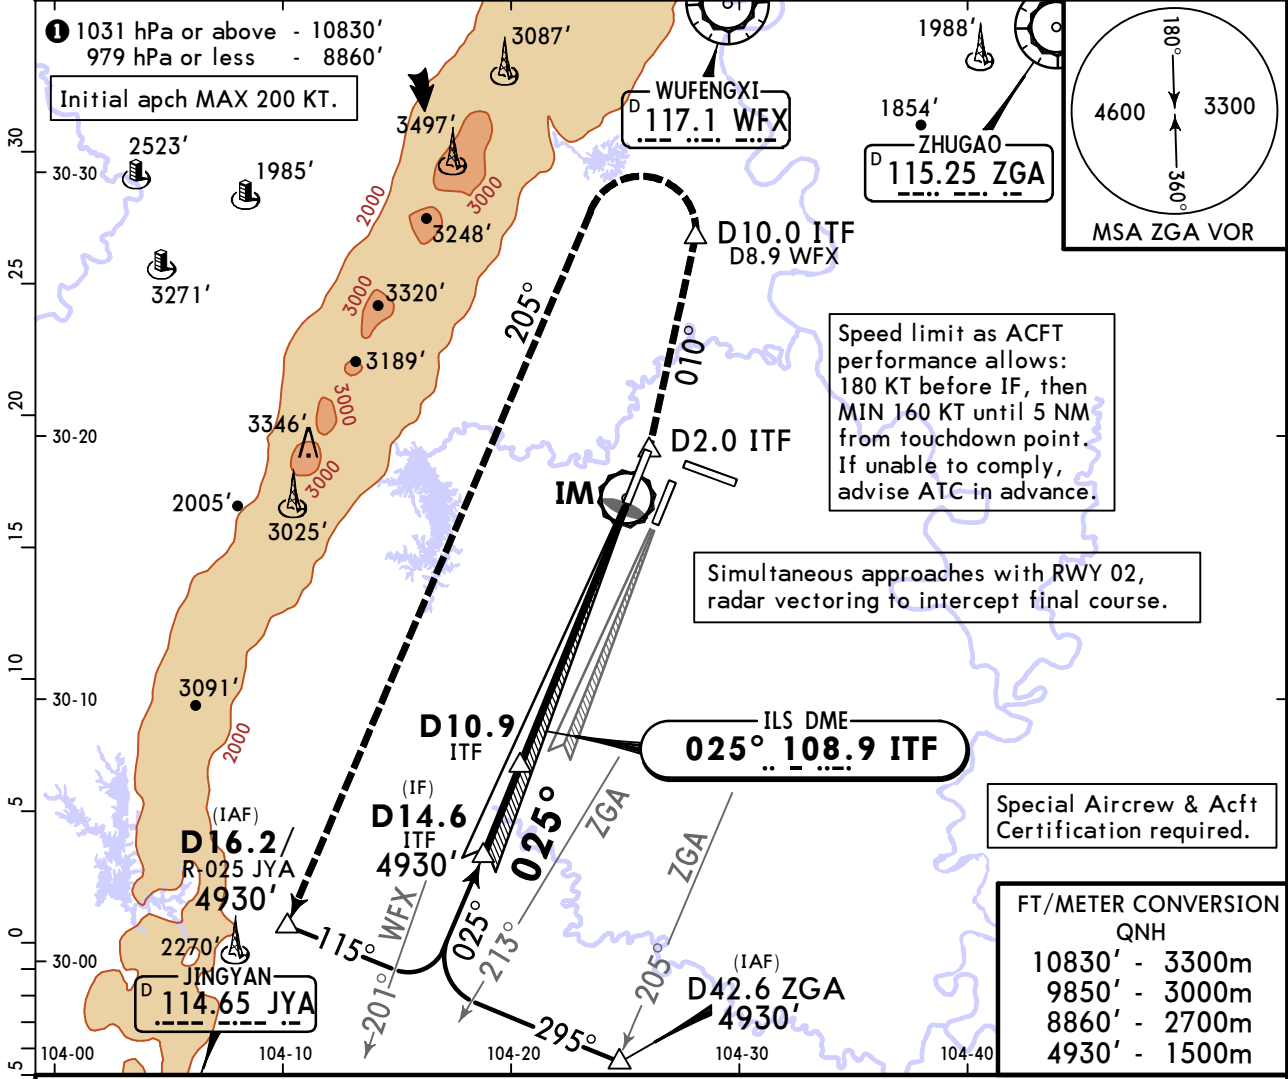 1 1031 hPa or above - 10830'
979 hPa or less - 8860'
Initial apch MAX 200 KT.
3087'
1988'
WUFENGXI
D 117.1 WFX
1854'
ZHUGAO
D 115.25 ZGA
180°
4600
3300
360°
MSA ZGA VOR
30
30-30
2523'
1985'
3497'
2000
3000
3248'
D10.0 ITF
D8.9 WFX
25
3271'
3000
3320'
205°
010°
3189'
Speed limit as ACFT
performance allows:
180 KT before IF, then
MIN 160 KT until 5 NM
from touchdown point.
If unable to comply,
advise ATC in advance.
20
30-20
3346'
3000
3000
D2.0 ITF
IM
2005'
3025'
15
Simultaneous approaches with RWY 02,
radar vectoring to intercept final course.
10
30-10
3091'
2000
D10.9
ITF
ILS DME
025° 108.9 ITF
5
(IAF)
D16.2/
R-025 JYA
4930'
(IF)
D14.6
ITF
4930'
025°
ZGA
ZGA
Special Aircrew & Acft
Certification required.
0
30-00
2270'
JINGYAN
D 114.65 JYA
115°
WFX
201°
025°
213°
205°
295°
(IAF)
D42.6 ZGA
4930'
FT/METER CONVERSION
QNH
10830' - 3300m
9850' - 3000m
8860' - 2700m
4930' - 1500m
5
104-00
104-10
104-20
104-30
104-40